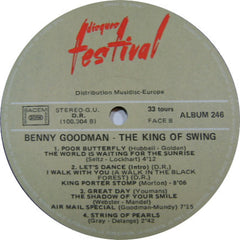 disques
festival
Distribution Musidisc-Europe
SACEM
STEREO-G.U.
D.R.
(100.304 B)
33 tours
FACE B
ALBUM 246
BENNY GOODMAN - THE KING OF SWING
1. POOR BUTTERFLY (Hubbell - Golden)
THE WORLD IS WAITING FOR THE SUNRISE
(Seitz - Lockhart) 4'12
2. LET'S DANCE (Intro) (D.R.)
I WALK WITH YOU (A WALK IN THE BLACK
FOREST) (D.R.)
KING PORTER STOMP (Morton) - 8'06
3. GREAT DAY (Youmans)
THE SHADOW OF YOUR SMILE
(Webster - Mandel)
AIR MAIL SPECIAL (Goodman-Mundy) 7'15
4. STRING OF PEARLS
(Gray - Delange) 2'42